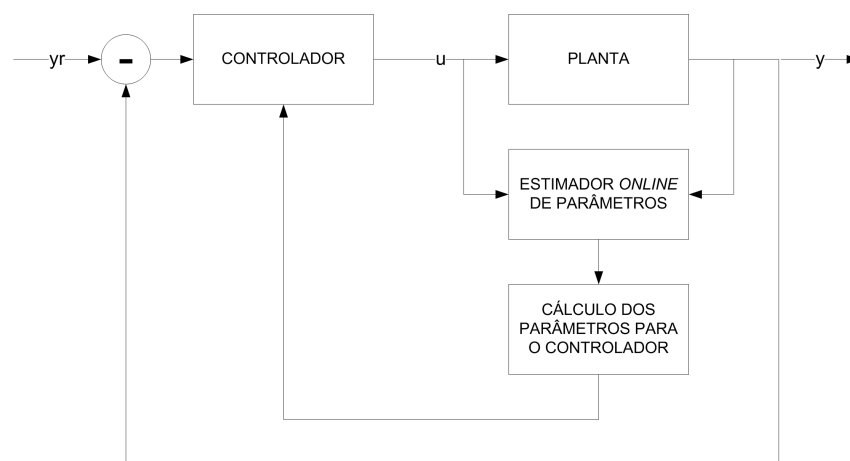 yr
-
CONTROLADOR
u
PLANTA
y
ESTIMADOR ONLINE
DE PARÂMETROS
CÁLCULO DOS
PARÂMETROS PARA
O CONTROLADOR